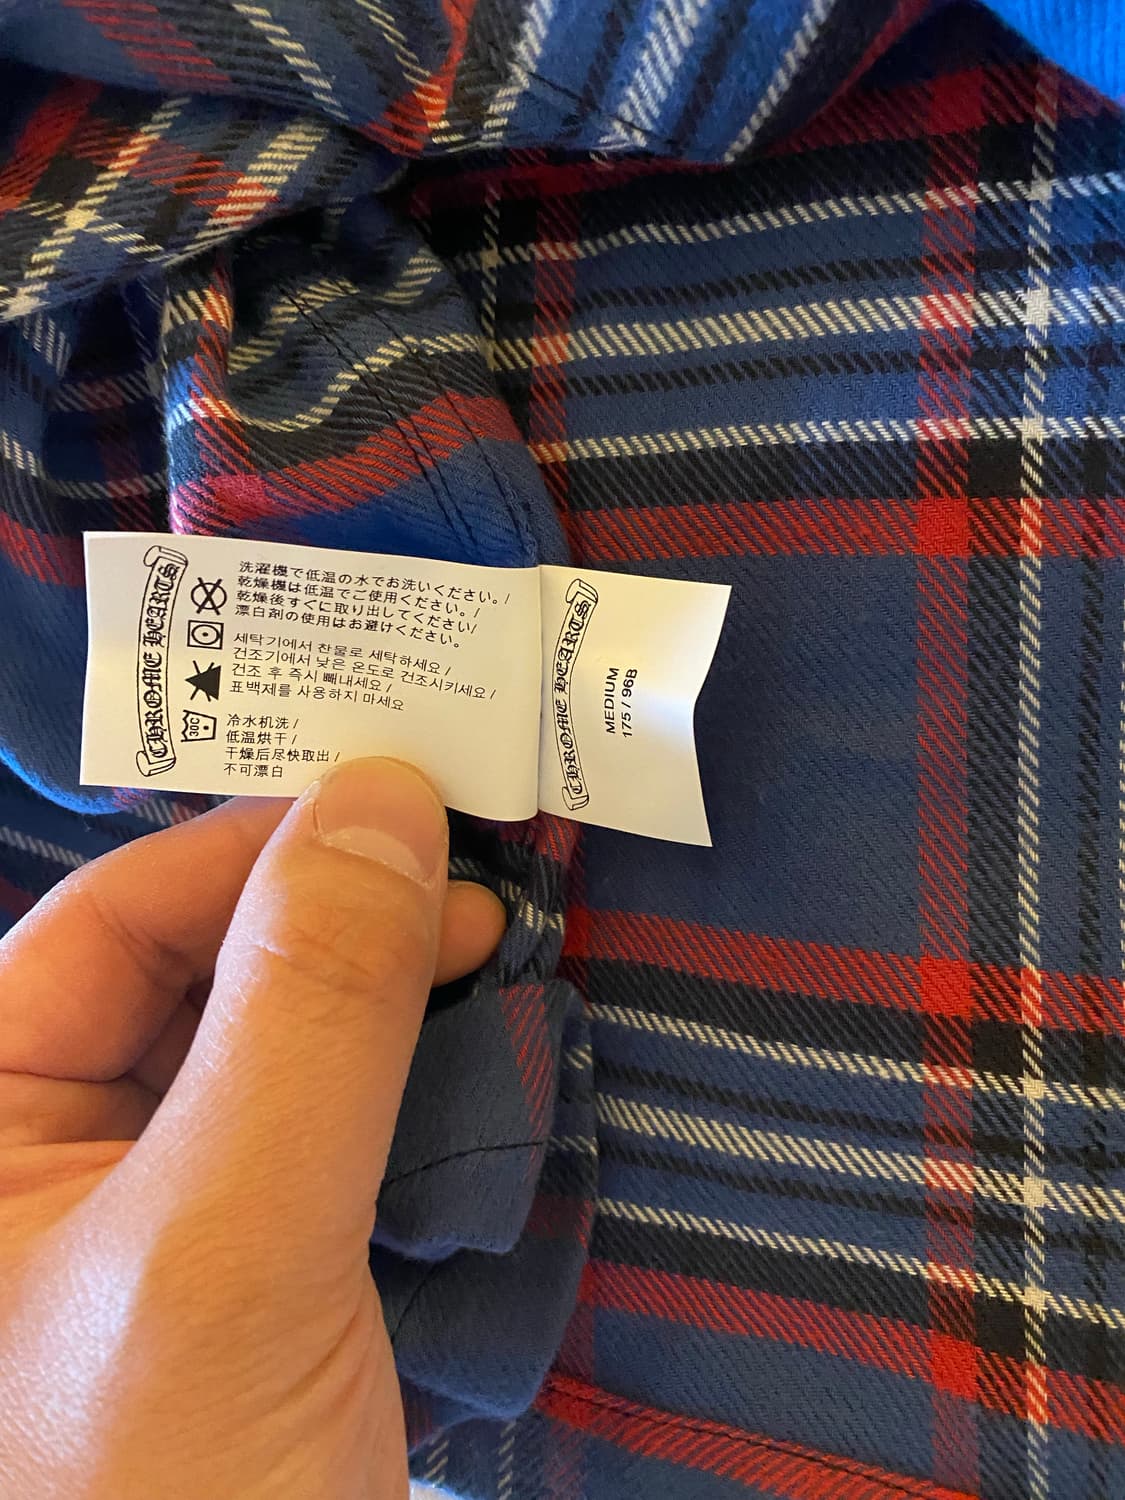 CHROME HEARTS
洗濯機で低温の水でお洗いください。/
乾燥機は低温でご使用ください。/
乾燥後すぐに取り出してください/
漂白剤の使用はお避けください。
세탁기에서 찬물로 세탁하세요/
건조기에서 낮은 온도로 건조시키세요/
건조 후 즉시 빼내세요/
표백제를 사용하지 마세요
冷水机洗/
低温烘干/
干燥后尽快取出/
不可漂白
30C
CHROME HEARTS
MEDIUM
175 / 96B